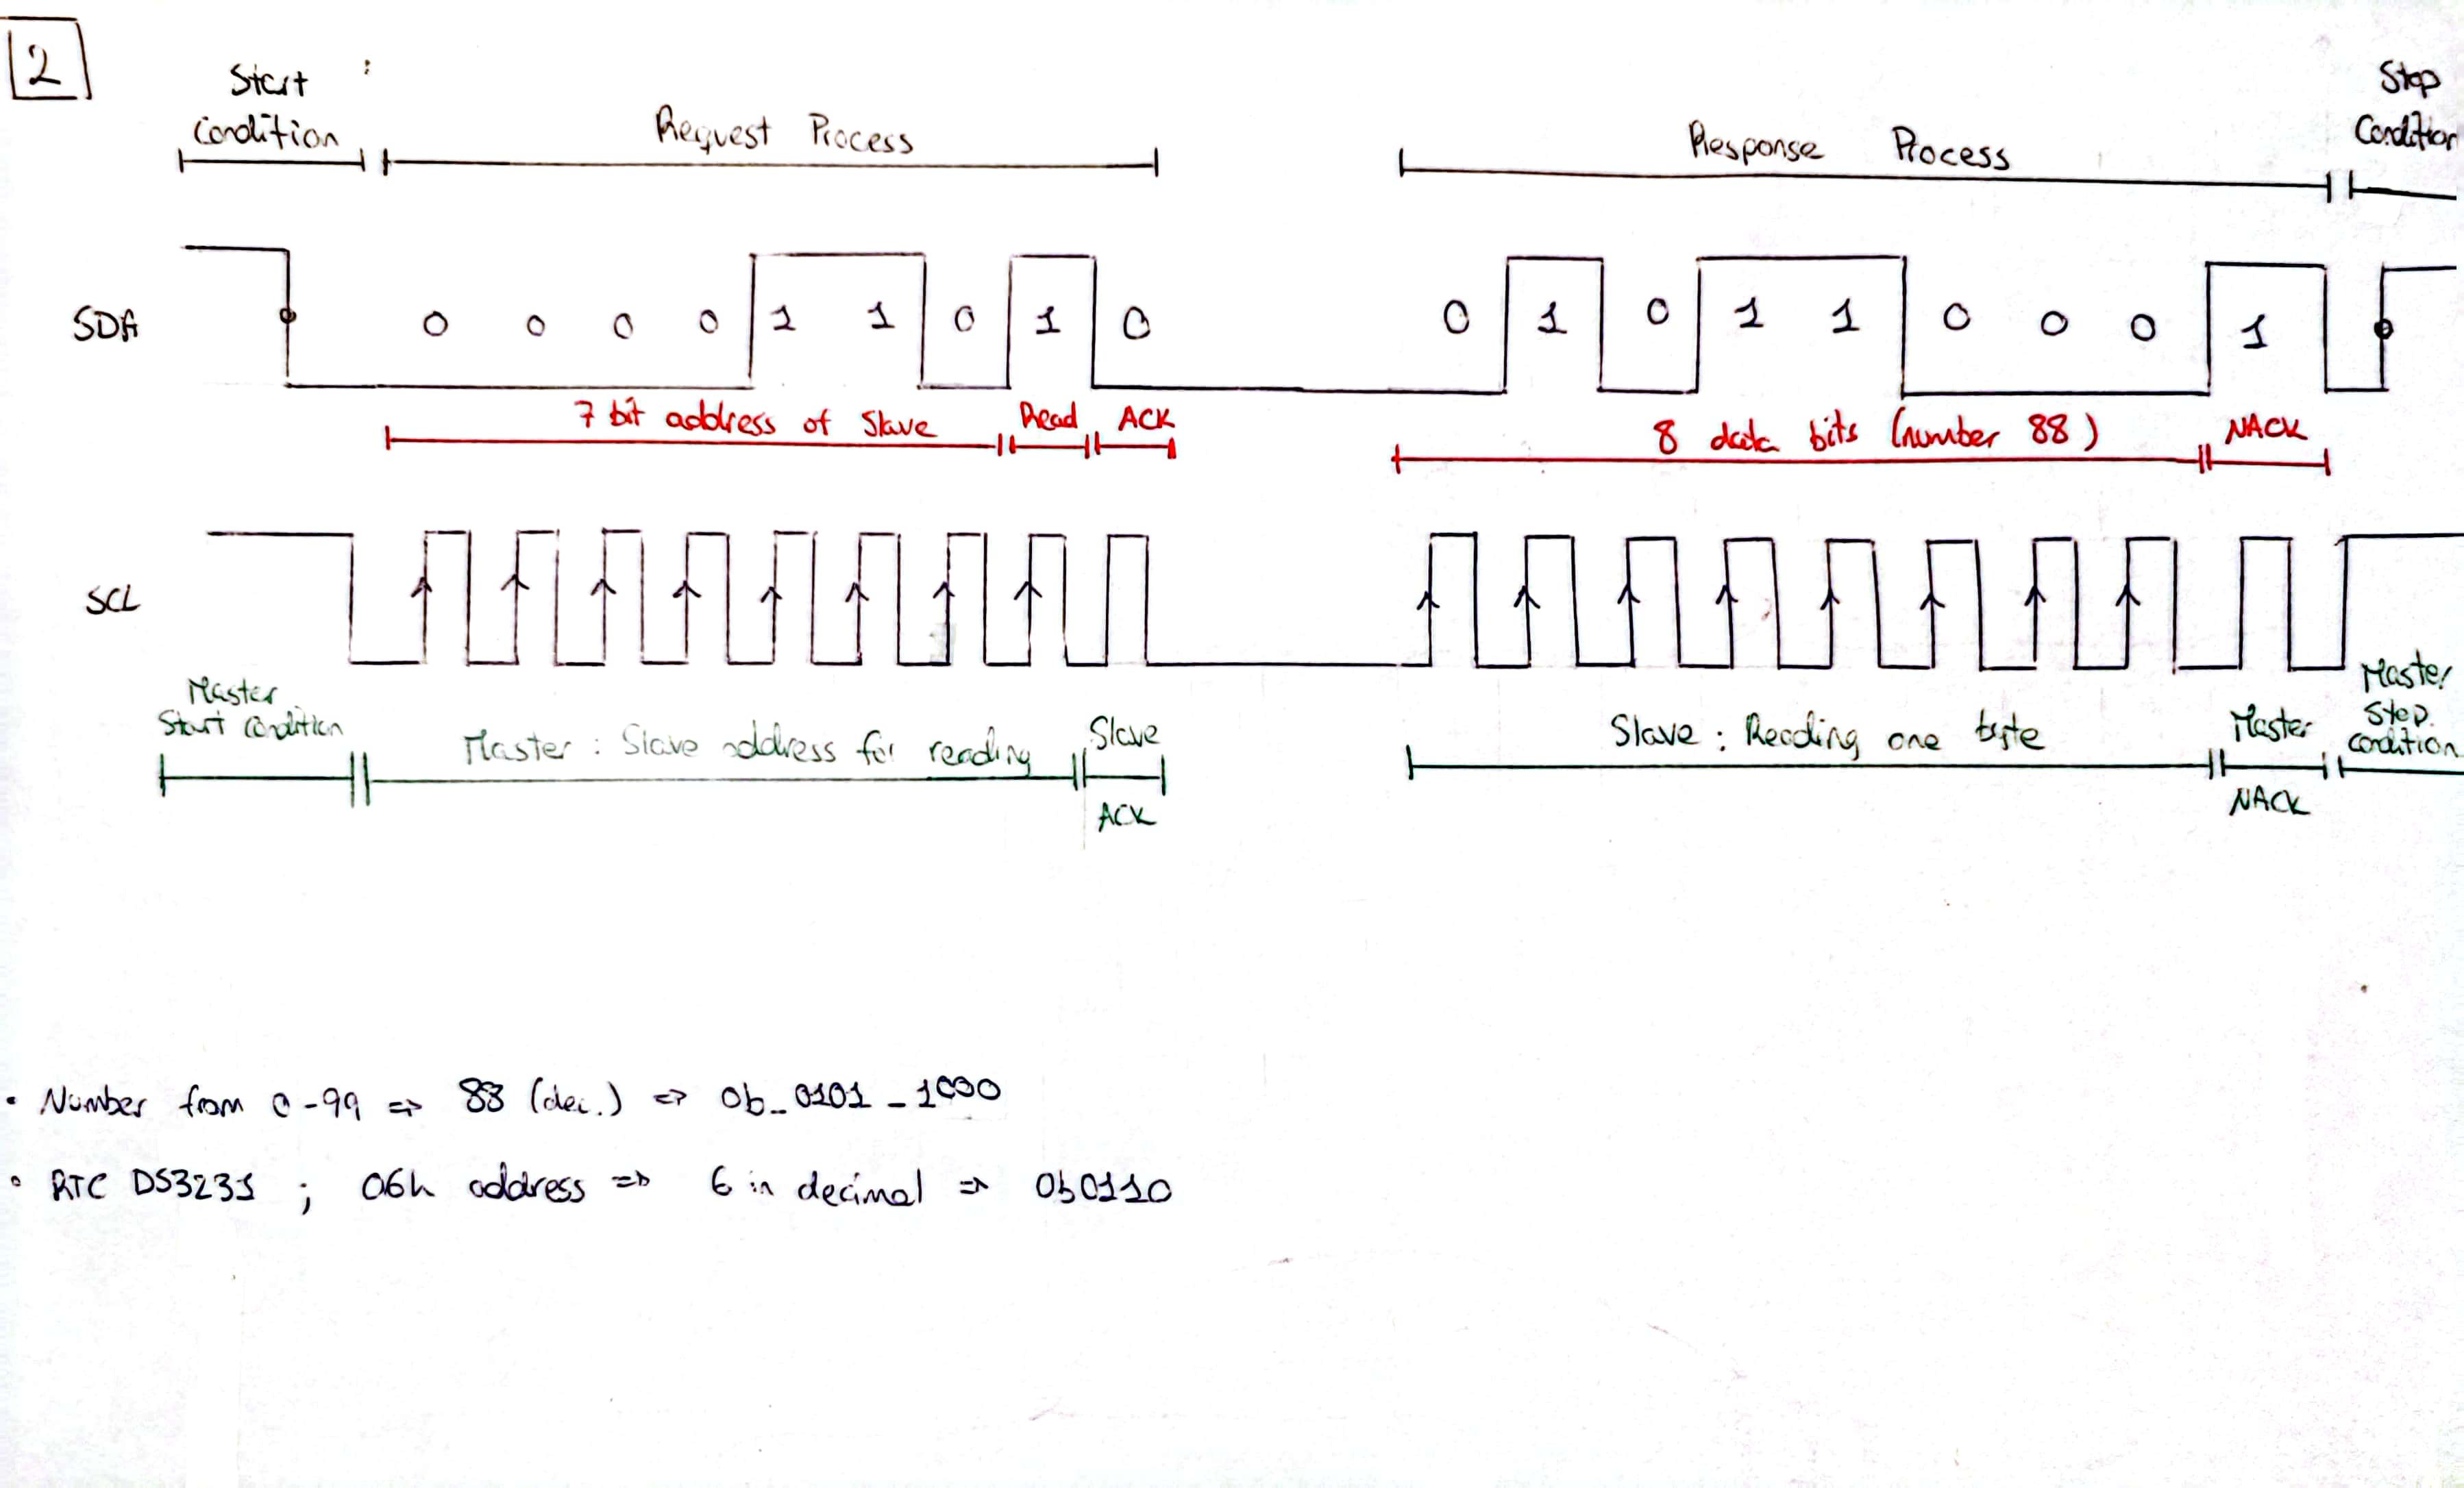 2
Start :
Condition
Request Process
Response Process
Stop
Condition
SDA
0 0 0 0 1 1 0 1 0
0 1 0 1 1 0 0 0 1
7 bit address of Slave
Read
ACK
8 data bits (number 88)
NACK
SCL
Master
Start Condition
Master : Slave address for reading
Slave
ACK
Slave : Reading one byte
Master
NACK
Master
Stop.
condition
• Number from 0-99 => 88 (dec.) => 0b_0101_1000
• RTC DS3231 ; 06h address => 6 in decimal => 0b0110